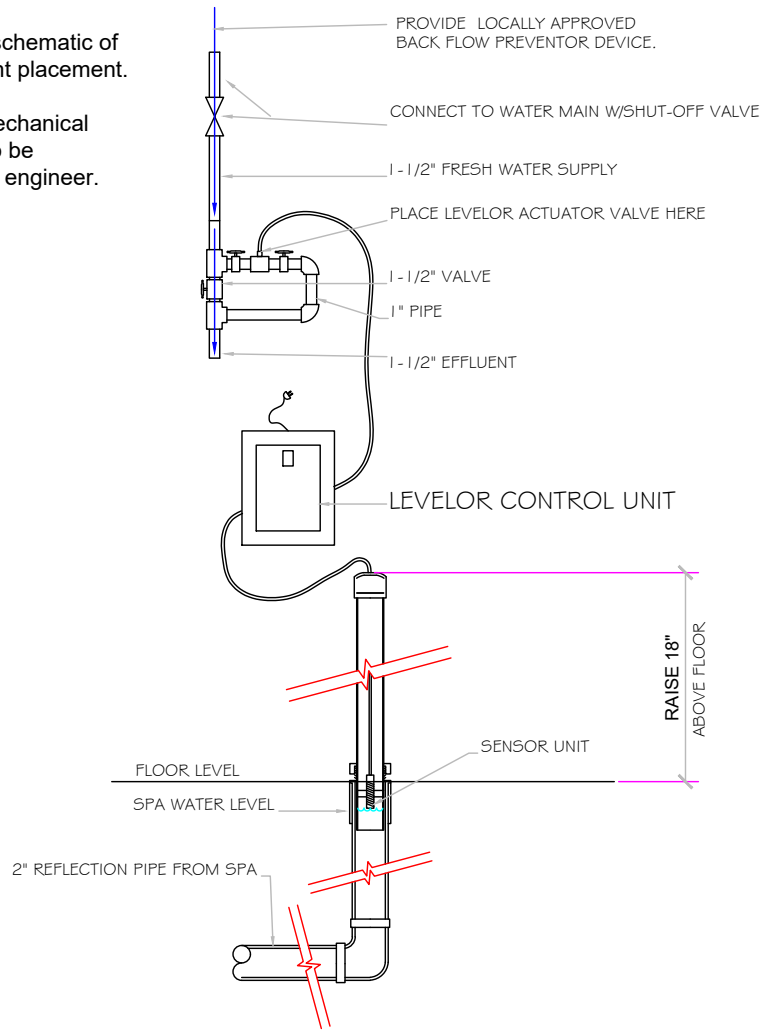 schematic of
nt placement.
echanical
o be
engineer.
PROVIDE LOCALLY APPROVED
BACK FLOW PREVENTOR DEVICE.
CONNECT TO WATER MAIN W/SHUT-OFF VALVE
1-1/2" FRESH WATER SUPPLY
PLACE LEVELOR ACTUATOR VALVE HERE
1-1/2" VALVE
1" PIPE
1-1/2" EFFLUENT
LEVELOR CONTROL UNIT
RAISE 18"
ABOVE FLOOR
SENSOR UNIT
FLOOR LEVEL
SPA WATER LEVEL
2" REFLECTION PIPE FROM SPA